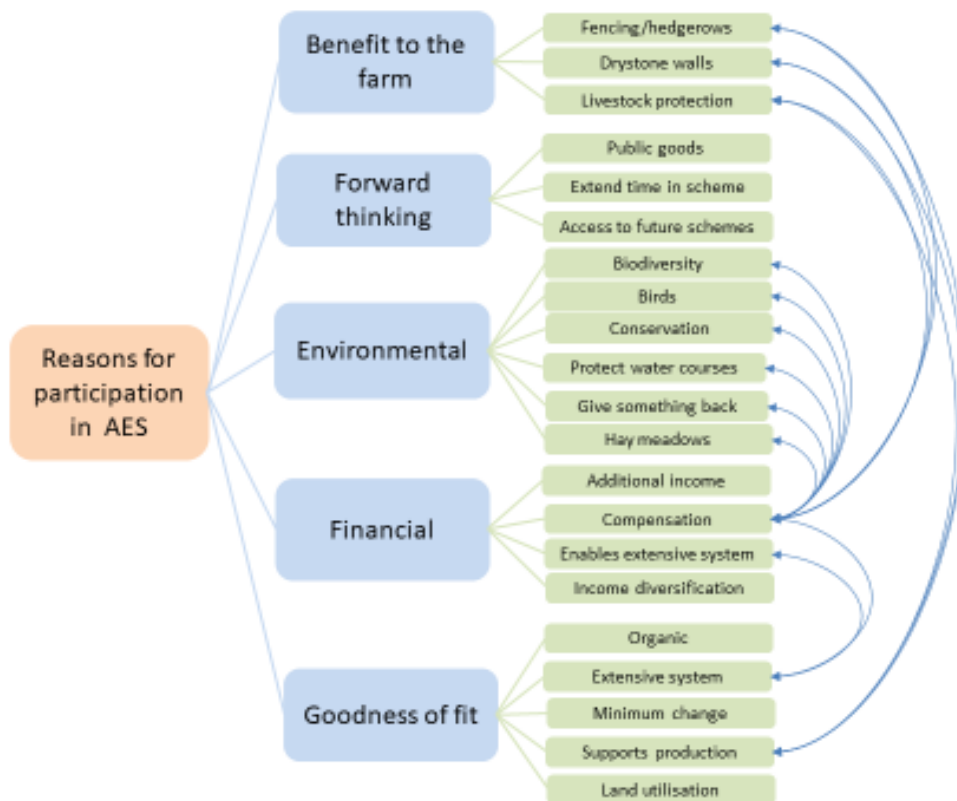 Reasons for
participation
in AES
Benefit to the
farm
Fencing/hedgerows
Drystone walls
Livestock protection
Forward
thinking
Public goods
Extend time in scheme
Access to future schemes
Environmental
Biodiversity
Birds
Conservation
Protect water courses
Give something back
Hay meadows
Financial
Additional income
Compensation
Enables extensive system
Income diversification
Goodness of fit
Organic
Extensive system
Minimum change
Supports production
Land utilisation